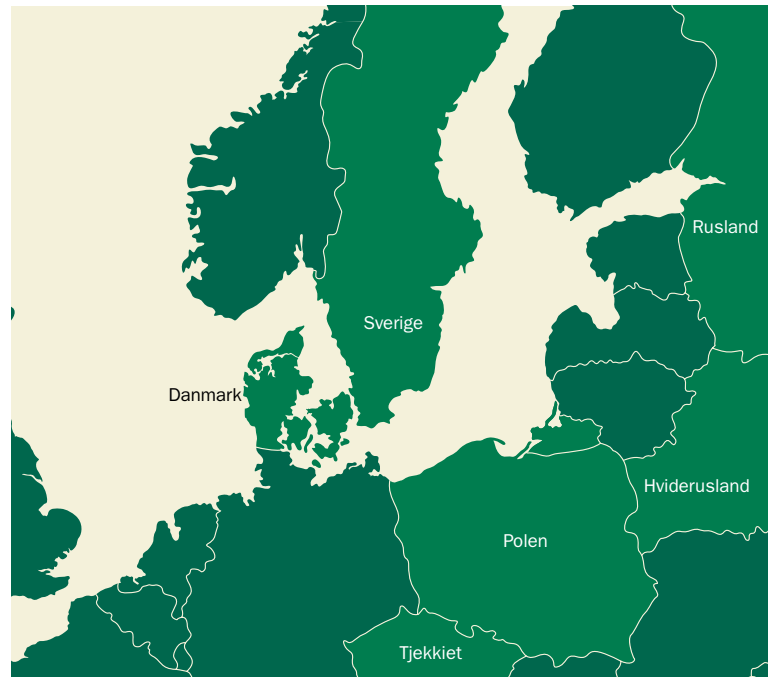 Rusland
Sverige
Danmark
Hviderusland
Polen
Tjekkiet